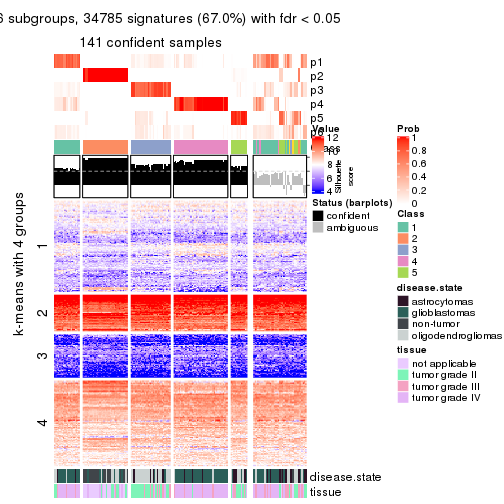 6 subgroups, 34785 signatures (67.0%) with fdr < 0.05
141 confident samples
p1
p2
p3
p4
p5
Value
12
10
8
6
4
Silhouette
score
Prob
1
0.8
0.6
0.4
0.2
0
Status (barplots)
confident
ambiguous
Class
1
2
3
4
5
disease.state
astrocytomas
glioblastomas
non-tumor
oligodendrogliomas
tissue
not applicable
tumor grade II
tumor grade III
tumor grade IV
k-means with 4 groups
1
2
3
4
disease.state
tissue